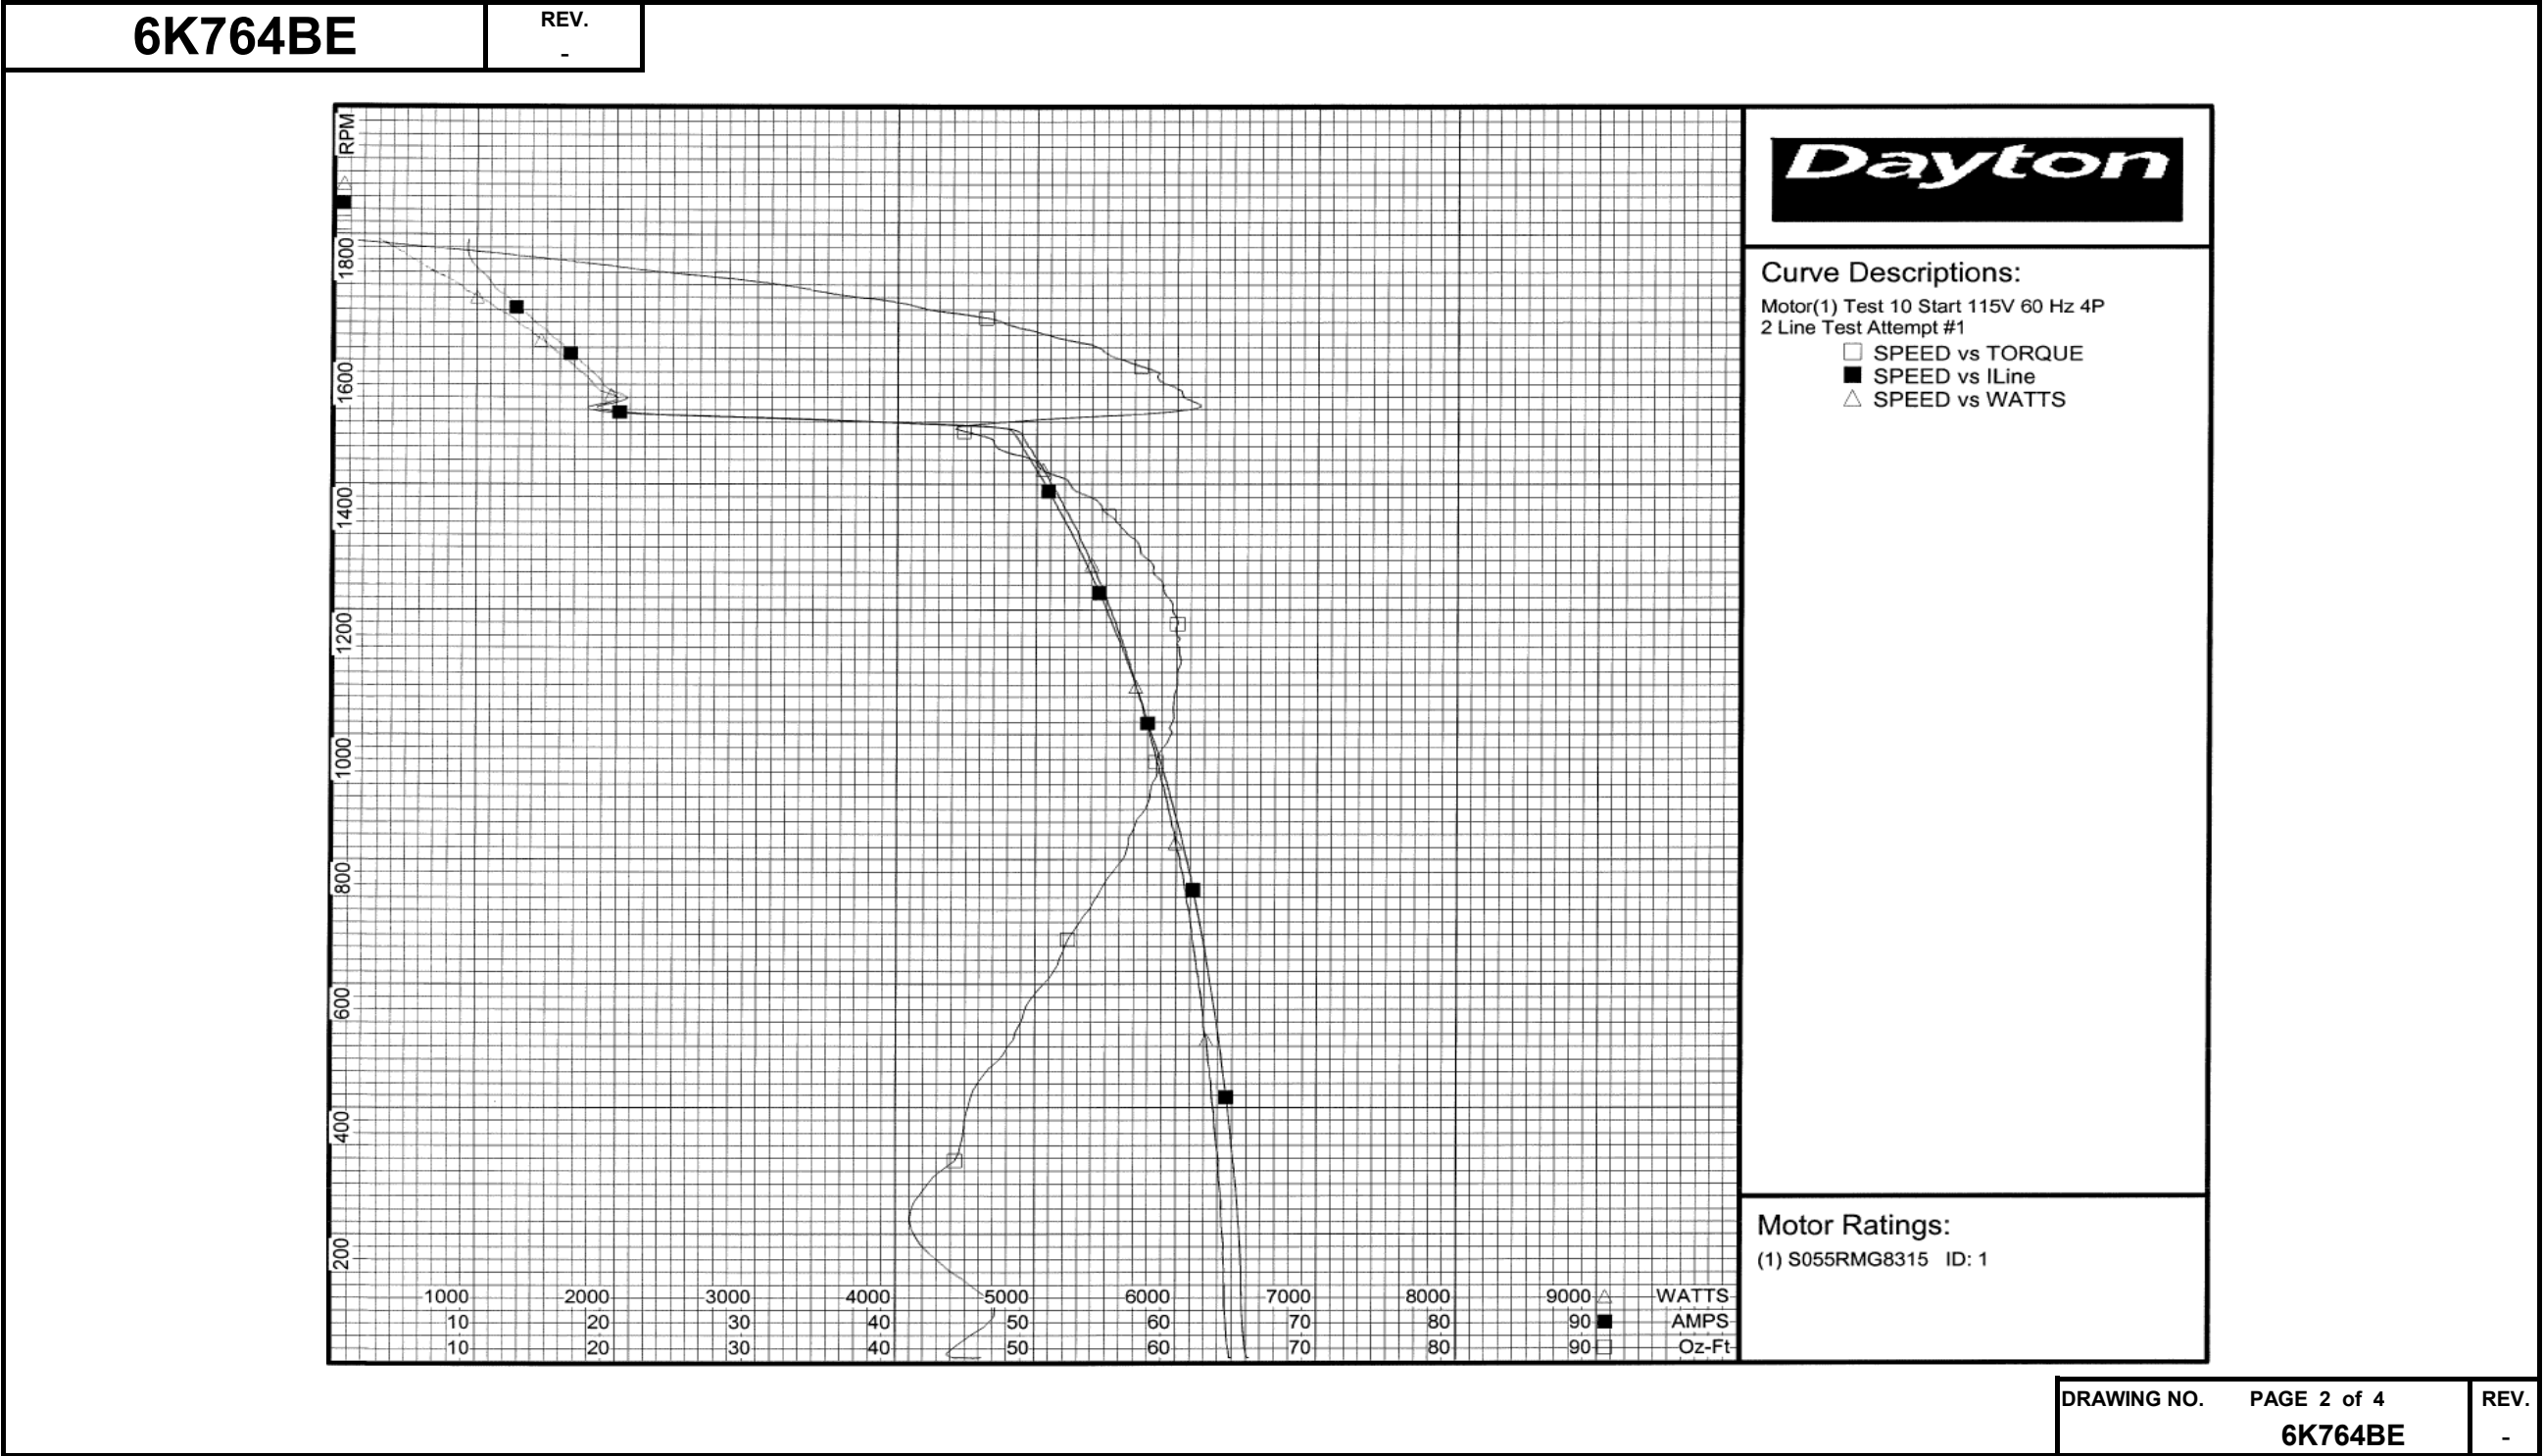 6K764BE
REV.
-
RPM
1800
1600
1400
1200
1000
800
600
400
200
1000 2000 3000 4000 5000 6000 7000 8000 9000 △ WATTS
10 20 30 40 50 60 70 80 90 ■ AMPS
10 20 30 40 50 60 70 80 90 □ Oz-Ft
Dayton
Curve Descriptions:
Motor(1) Test 10 Start 115V 60 Hz 4P
2 Line Test Attempt #1
□ SPEED vs TORQUE
■ SPEED vs ILine
△ SPEED vs WATTS
Motor Ratings:
(1) S055RMG8315 ID: 1
DRAWING NO. PAGE 2 of 4 REV.
6K764BE -